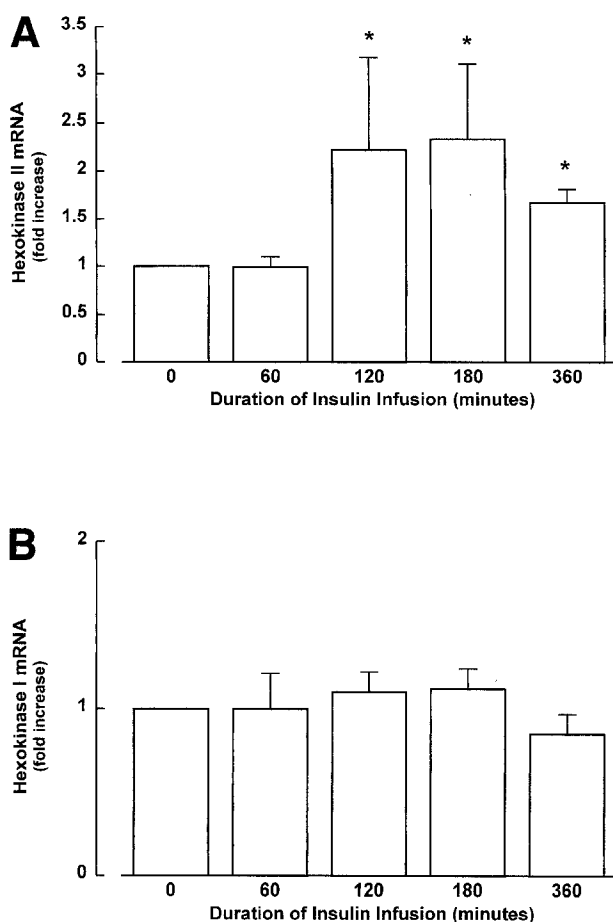 A
Hexokinase II mRNA
(fold increase)
3.5
3
2.5
2
1.5
1
0.5
0
* * *
0 60 120 180 360
Duration of Insulin Infusion (minutes)
B
Hexokinase I mRNA
(fold increase)
2
1
0
0 60 120 180 360
Duration of Insulin Infusion (minutes)